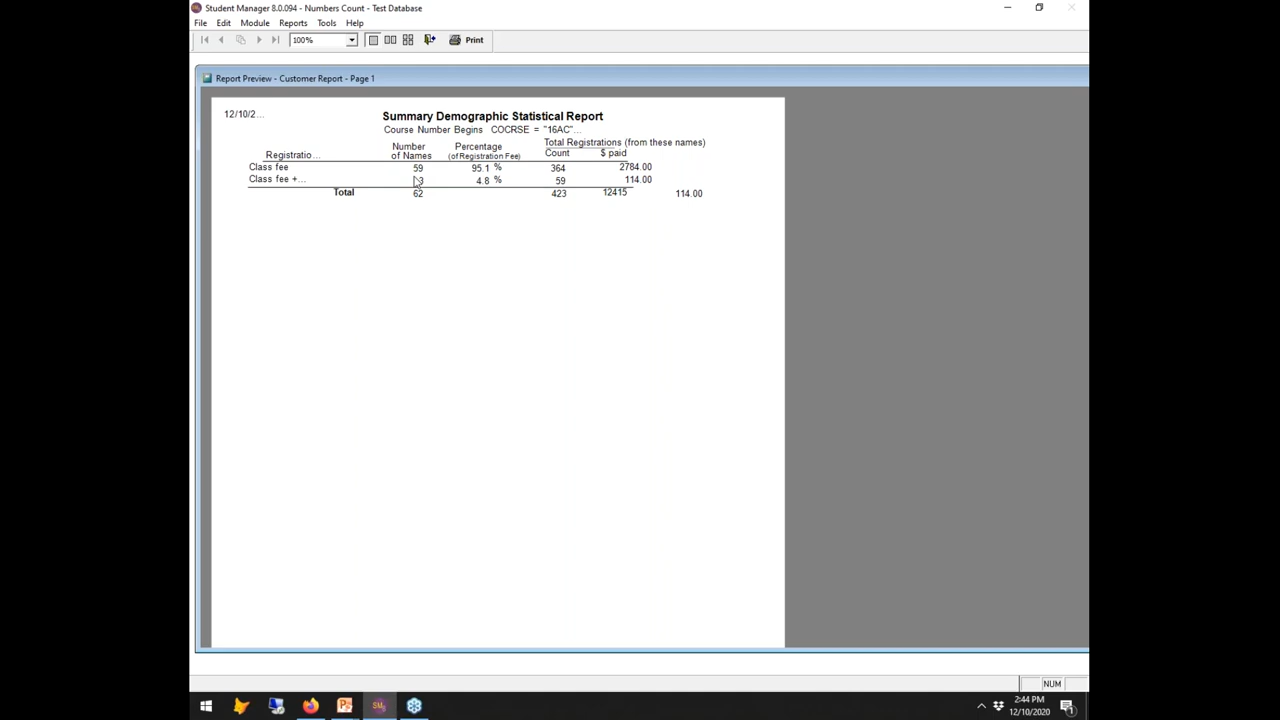 Student Manager 8.0.094 - Numbers Count - Test Database
File Edit Module Reports Tools Help
100% Print
Report Preview - Customer Report - Page 1
12/10/2...
Summary Demographic Statistical Report
Course Number Begins COCRSE = "16AC"...
Total Registrations (from these names)
Number Percentage Count $ paid
Registratio... of Names (of Registration Fee)
Class fee 59 95.1 % 364 2784.00
Class fee +... 4.8 % 59 114.00
Total 62 423 12415 114.00
NUM
2:44 PM
12/10/2020